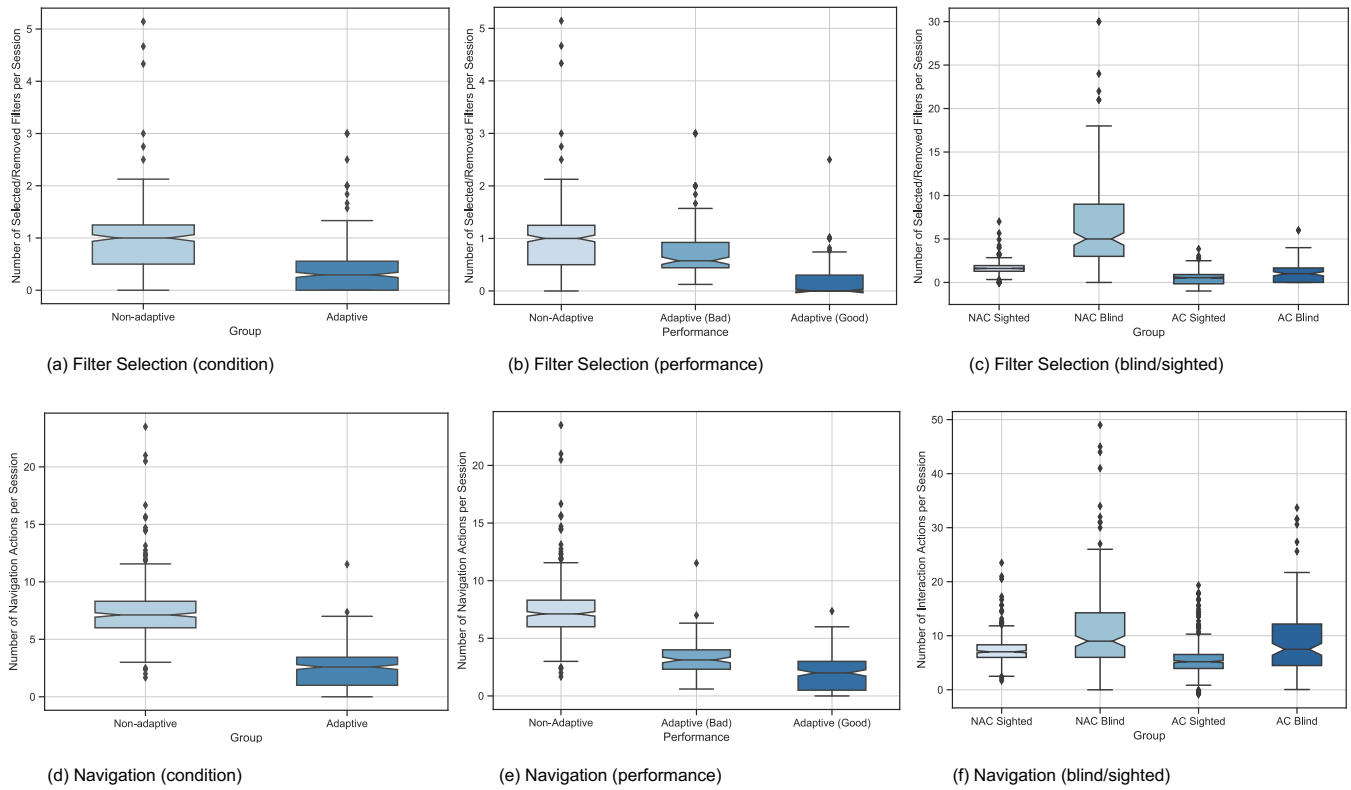 Number of Selected/Removed Filters per Session
5
4
3
2
1
0
Non-adaptive Adaptive
Group
(a) Filter Selection (condition)
Number of Selected/Removed Filters per Session
5
4
3
2
1
0
Non-Adaptive Adaptive (Bad) Adaptive (Good)
Performance
(b) Filter Selection (performance)
Number of Selected/Removed Filters per Session
30
25
20
15
10
5
0
NAC Sighted NAC Blind AC Sighted AC Blind
Group
(c) Filter Selection (blind/sighted)
Number of Navigation Actions per Session
20
15
10
5
0
Non-adaptive Adaptive
Group
(d) Navigation (condition)
Number of Navigation Actions per Session
20
15
10
5
0
Non-Adaptive Adaptive (Bad) Adaptive (Good)
Performance
(e) Navigation (performance)
Number of Interaction Actions per Session
50
40
30
20
10
0
NAC Sighted NAC Blind AC Sighted AC Blind
Group
(f) Navigation (blind/sighted)